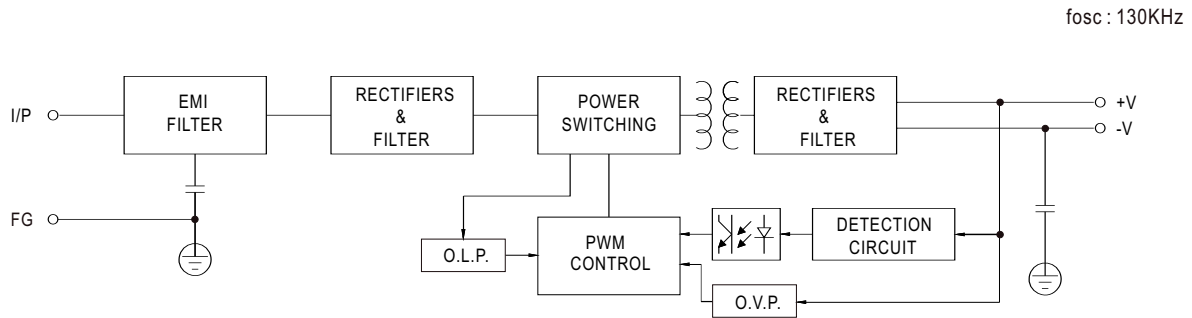 fosc : 130KHz
I/P
EMI
FILTER
RECTIFIERS
&
FILTER
POWER
SWITCHING
RECTIFIERS
&
FILTER
+V
-V
FG
O.L.P.
PWM
CONTROL
DETECTION
CIRCUIT
O.V.P.